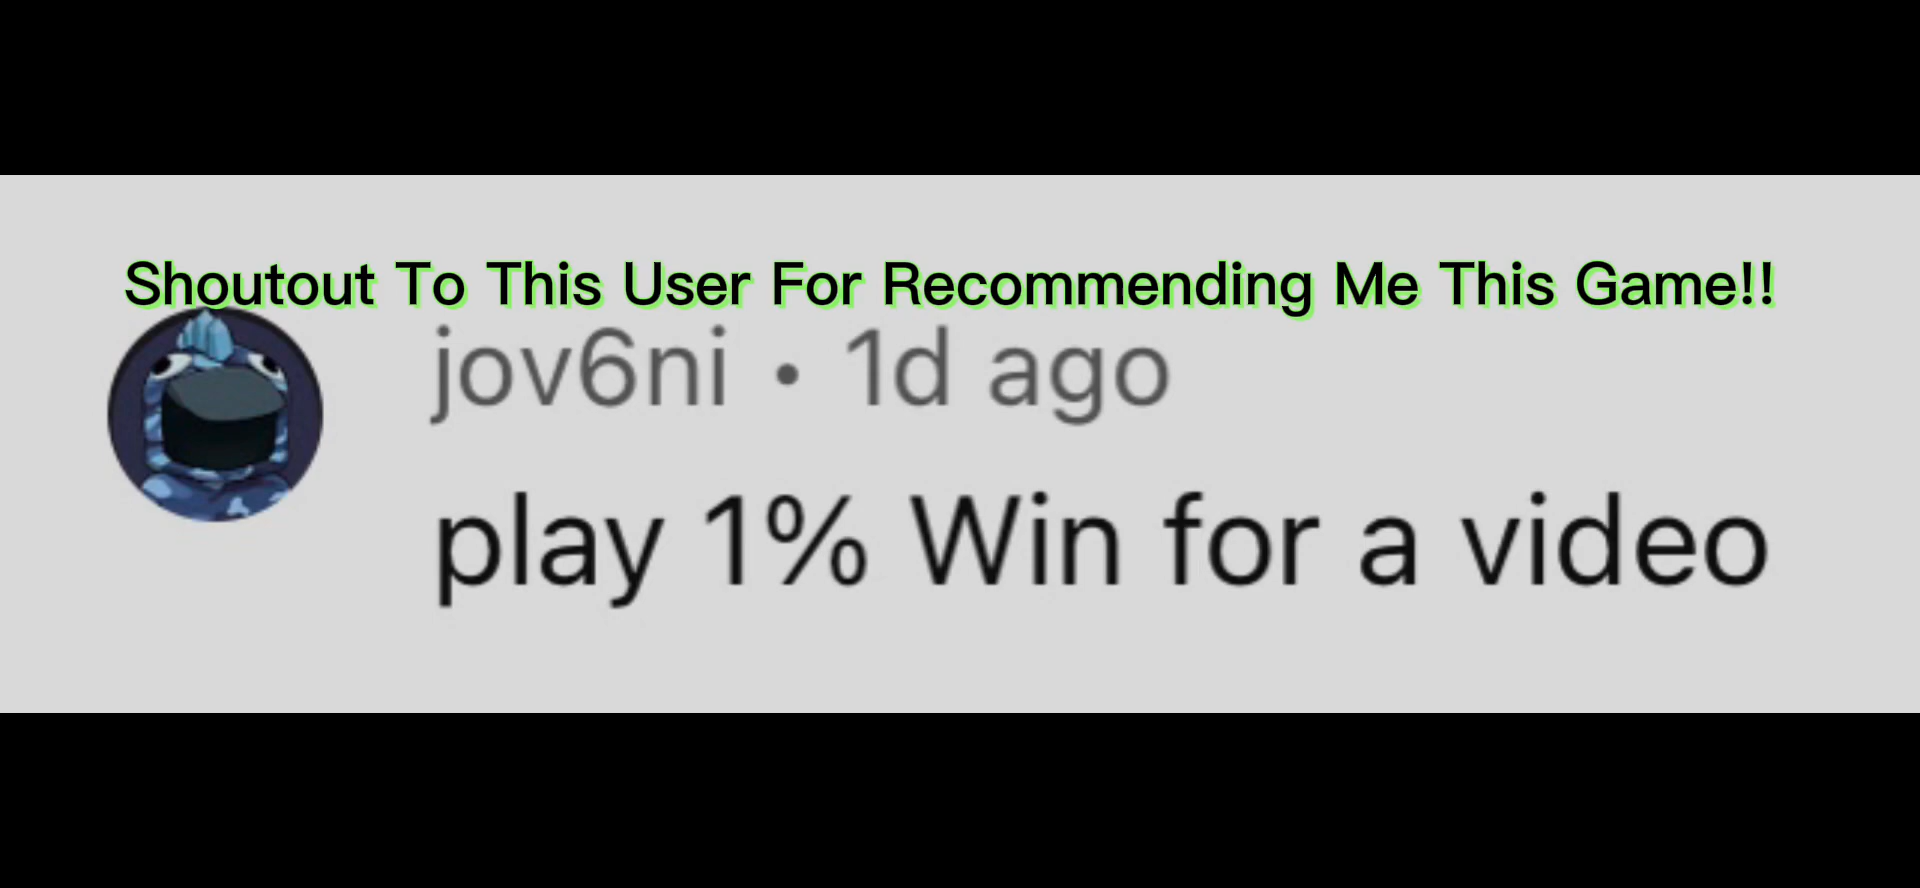 Shoutout To This User For Recommending Me This Game!!
jov6ni • 1d ago
play 1% Win for a video